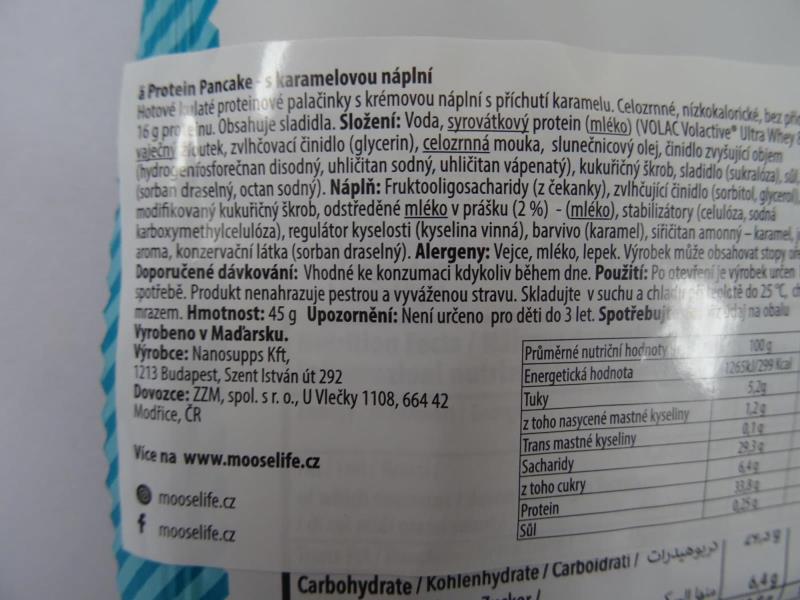 Protein Pancake - s karamelovou náplní
Hotové kulaté proteinové palačinky s krémovou náplní s příchutí karamelu. Celozrnné, nízkokalorické, bez
16 g proteinu. Obsahuje sladidla. Složení: Voda, syrovátkový protein (mléko) (VOLAC Volactive® Ultra Whey
vaječný žloutek, zvlhčovací činidlo (glycerin), celozrnná mouka, slunečnicový olej, činidlo zvyšující objem
(hydrogenfosforečnan disodný, uhličitan sodný, uhličitan vápenatý), kukuřičný škrob, sladidlo (sukralóza), sůl,
(sorban draselný, octan sodný). Náplň: Fruktooligosacharidy (z čekanky), zvlhčující činidlo (sorbitol, glycerol),
modifikovaný kukuřičný škrob, odstředěné mléko v prášku (2 %) - (mléko), stabilizátory (celulóza, sodná
karboxymethylcelulóza), regulátor kyselosti (kyselina vinná), barvivo (karamel), siřičitan amonný – karamel,
aroma, konzervační látka (sorban draselný). Alergeny: Vejce, mléko, lepek. Výrobek může obsahovat stopy
Doporučené dávkování: Vhodné ke konzumaci kdykoliv během dne. Použití: Po otevření je výrobek určen
spotřebě. Produkt nenahrazuje pestrou a vyváženou stravu. Skladujte v suchu a při teplotě do 25 °C,
mrazem. Hmotnost: 45 g Upozornění: Není určeno pro děti do 3 let. na obalu
Vyrobeno v Maďarsku.
Výrobce: Nanosupps Kft,
1213 Budapest, Szent István út 292
Dovozce: ZZM, spol. s r. o., U Vlečky 1108, 664 42
Modřice, ČR
Více na www.mooselife.cz
mooselife.cz
mooselife.cz
Průměrné nutriční hodnoty 100 g
Energetická hodnota 1265kJ/299 Kcal
Tuky 5,2g
z toho nasycené mastné kyseliny 1,2g
Trans mastné kyseliny 0,1g
Sacharidy 29,3g
z toho cukry 6,4g
Protein 33,8g
Sůl 0,25g
Carbohydrate / Kohlenhydrate / Carboidrati /
6,4g